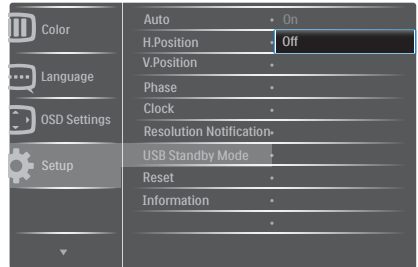 Color
Language
OSD Settings
Setup
Auto
H.Position
V.Position
Phase
Clock
Resolution Notification
USB Standby Mode
Reset
Information
On
Off